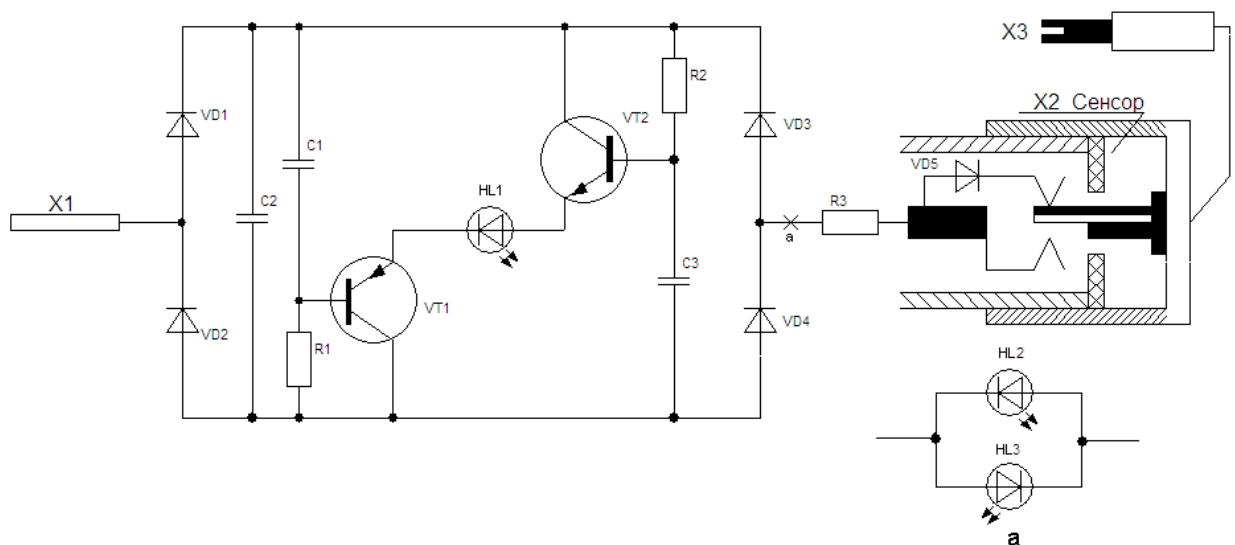 X3
R2
X2 Сенсор
VD1
VT2
VD3
C1
VD5
X1
HL1
C2
R3
a
C3
VT1
VD2
R1
VD4
HL2
HL3
a